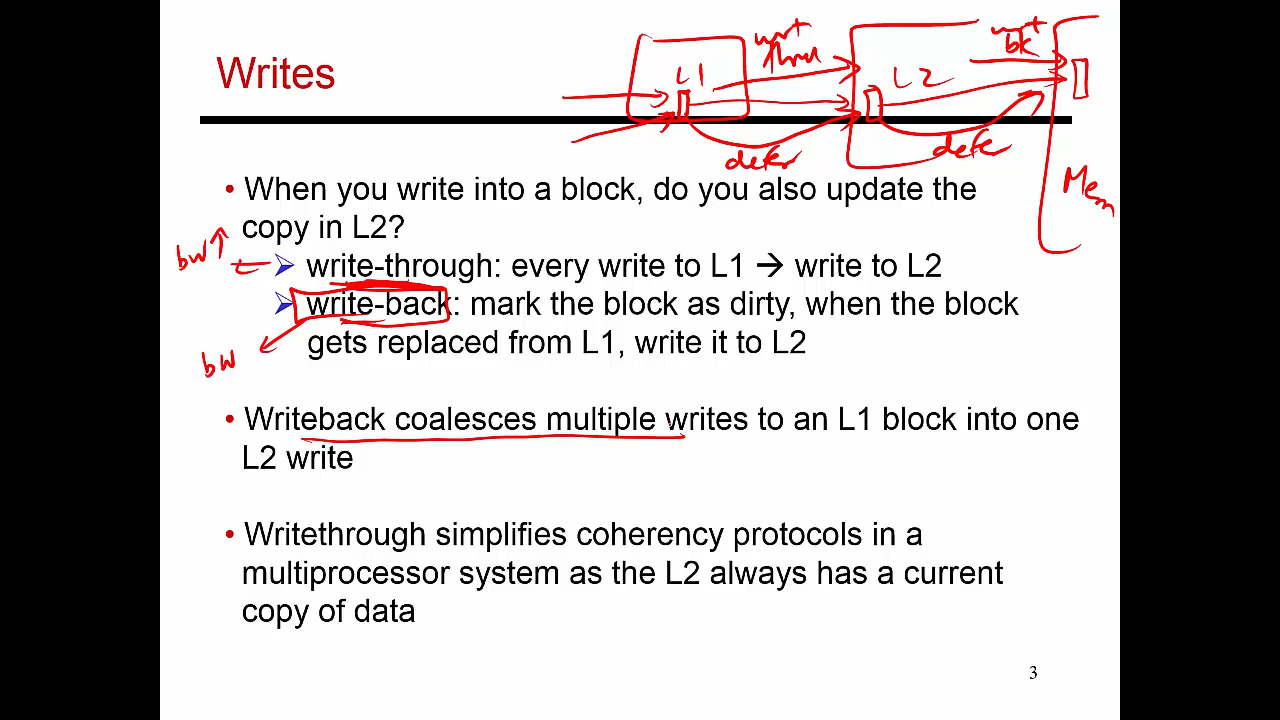 Writes
L1
wrt
thru
L2
wrt
bk
defer
defer
Mem
• When you write into a block, do you also update the
copy in L2?
bw↑
➢ write-through: every write to L1 → write to L2
➢ write-back: mark the block as dirty, when the block
gets replaced from L1, write it to L2
bw
• Writeback coalesces multiple writes to an L1 block into one
L2 write
• Writethrough simplifies coherency protocols in a
multiprocessor system as the L2 always has a current
copy of data
3